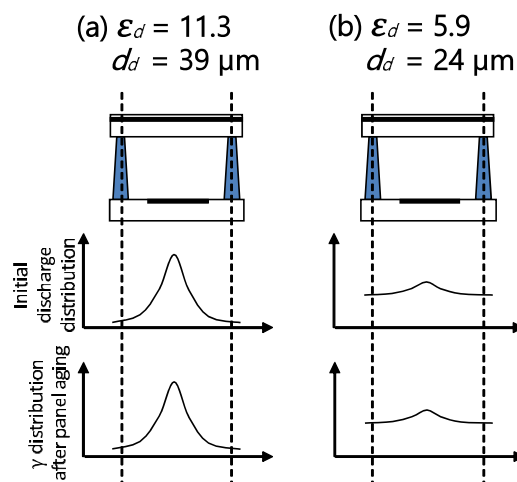 (a) εd = 11.3
dd = 39 μm
(b) εd = 5.9
dd = 24 μm
Initial
discharge
distribution
γ distribution
after panel aging